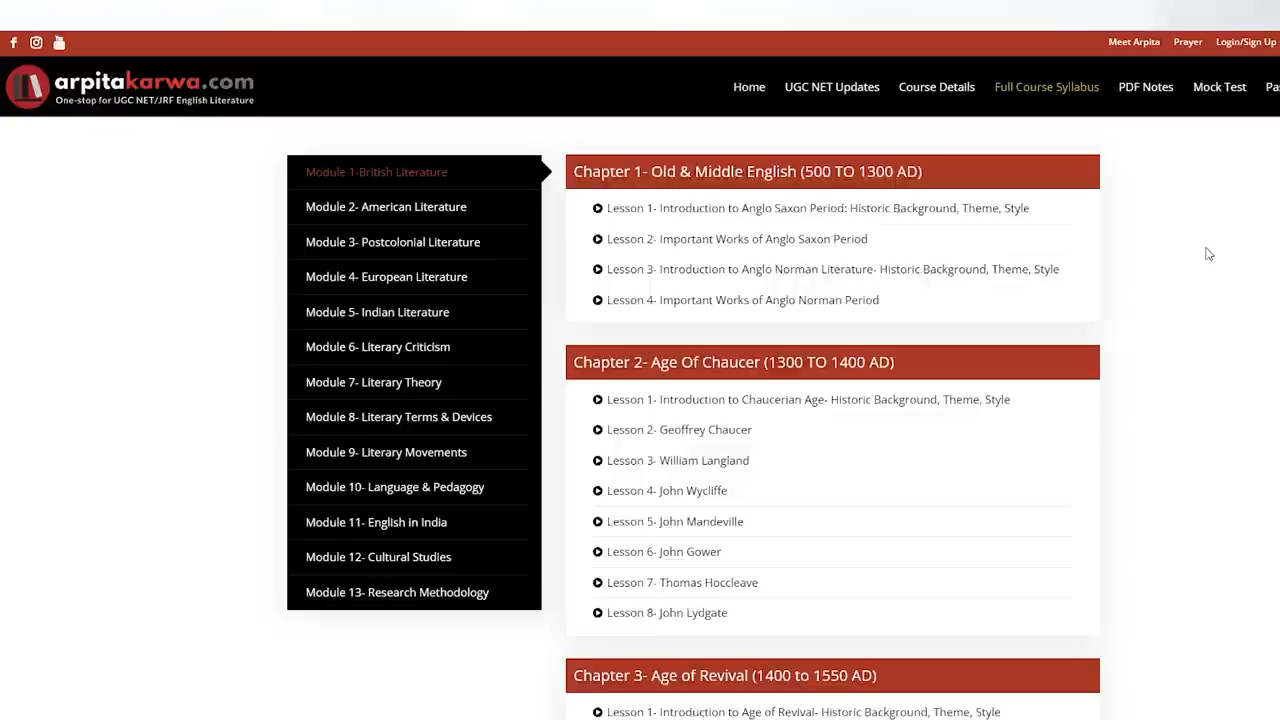 Meet Arpita Prayer Login/Sign Up
arpitakarwa.com
One-stop for UGC NET/JRF English Literature
Home UGC NET Updates Course Details Full Course Syllabus PDF Notes Mock Test
Module 1-British Literature
Module 2- American Literature
Module 3- Postcolonial Literature
Module 4- European Literature
Module 5- Indian Literature
Module 6- Literary Criticism
Module 7- Literary Theory
Module 8- Literary Terms & Devices
Module 9- Literary Movements
Module 10- Language & Pedagogy
Module 11- English in India
Module 12- Cultural Studies
Module 13- Research Methodology
Chapter 1- Old & Middle English (500 TO 1300 AD)
Lesson 1- Introduction to Anglo Saxon Period: Historic Background, Theme, Style
Lesson 2- Important Works of Anglo Saxon Period
Lesson 3- Introduction to Anglo Norman Literature- Historic Background, Theme, Style
Lesson 4- Important Works of Anglo Norman Period
Chapter 2- Age Of Chaucer (1300 TO 1400 AD)
Lesson 1- Introduction to Chaucerian Age- Historic Background, Theme, Style
Lesson 2- Geoffrey Chaucer
Lesson 3- William Langland
Lesson 4- John Wycliffe
Lesson 5- John Mandeville
Lesson 6- John Gower
Lesson 7- Thomas Hoccleave
Lesson 8- John Lydgate
Chapter 3- Age of Revival (1400 to 1550 AD)
Lesson 1- Introduction to Age of Revival- Historic Background, Theme, Style